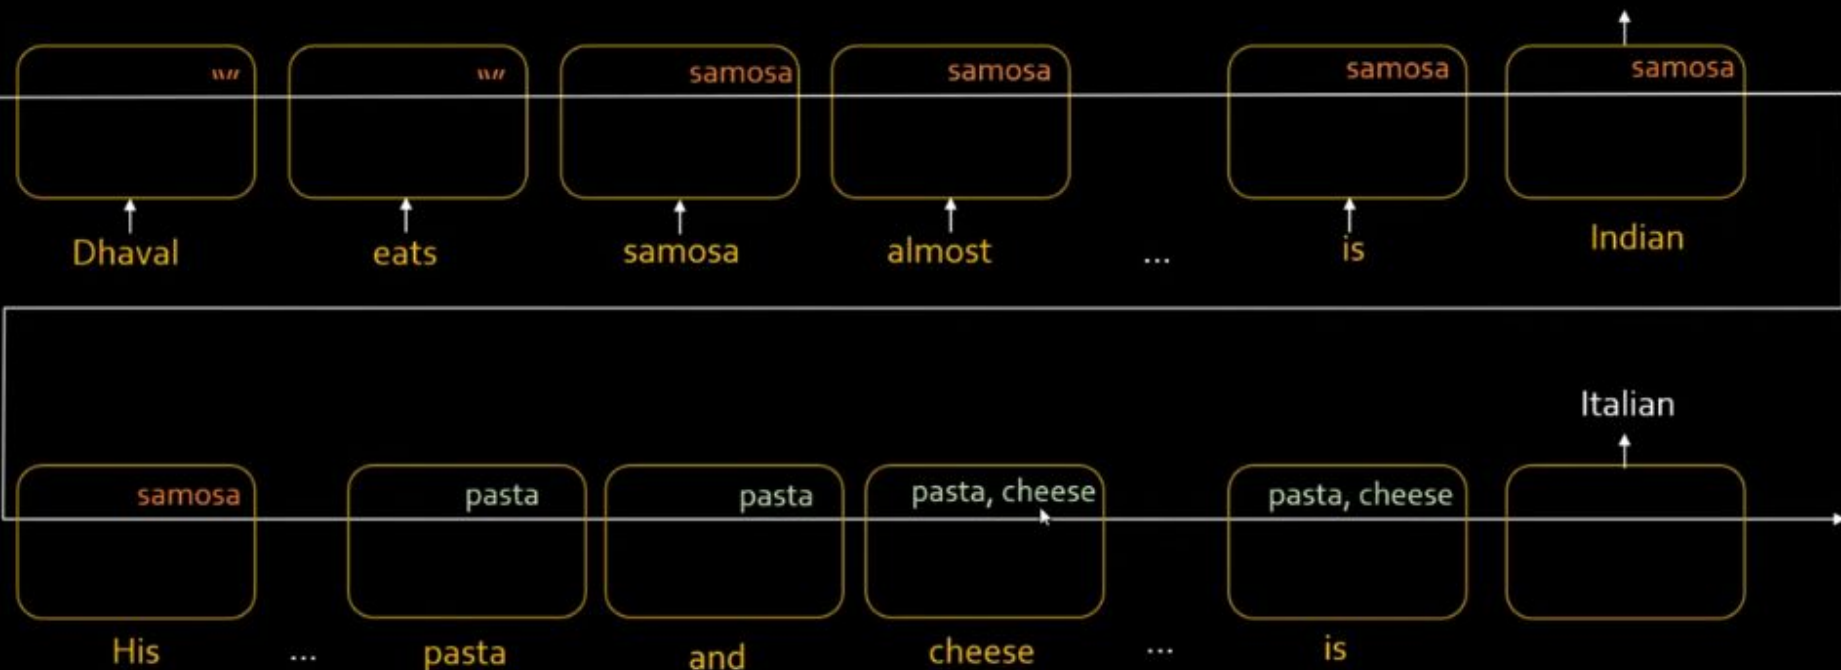 "" "" samosa samosa samosa samosa
Dhaval eats samosa almost ... is Indian
Italian
samosa pasta pasta pasta, cheese pasta, cheese
His ... pasta and cheese ... is